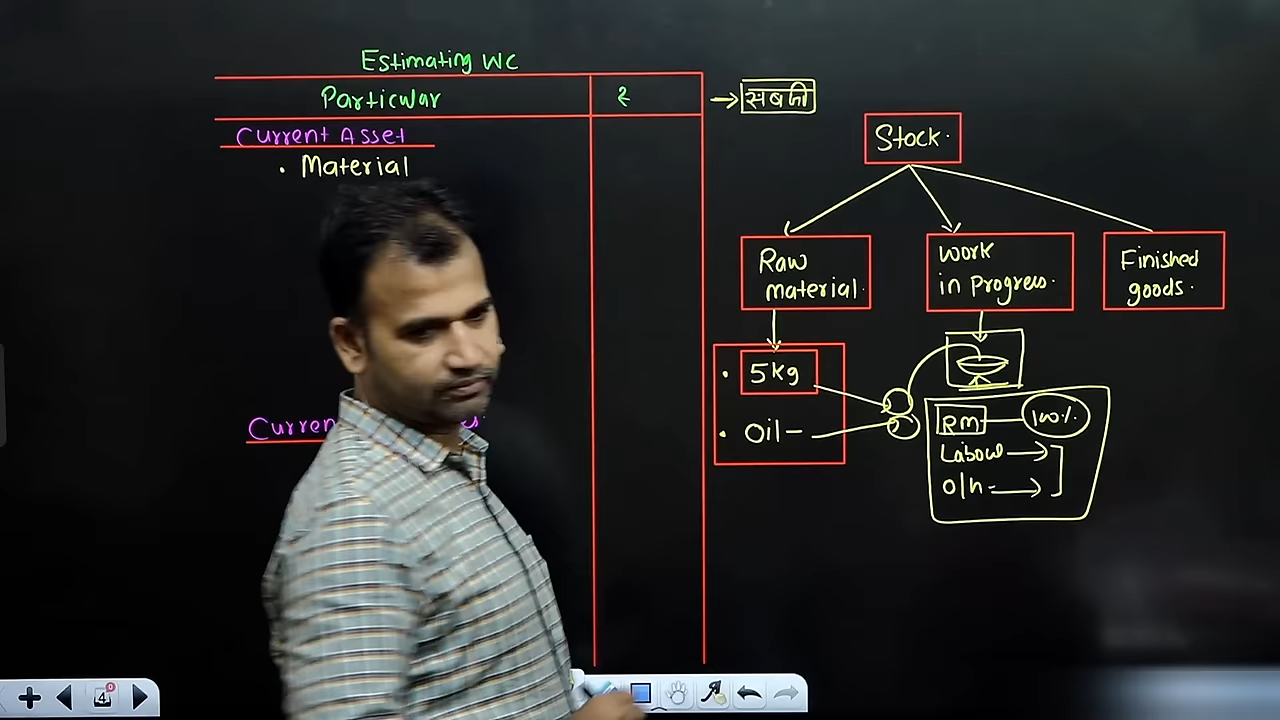 Estimating WC
Particular ₹
सबजी
Current Asset
• Material
Stock.
Raw
material.
Work
in Progress.
Finished
goods.
• 5kg
• Oil-
RM 100%
Labour
O/h-
4